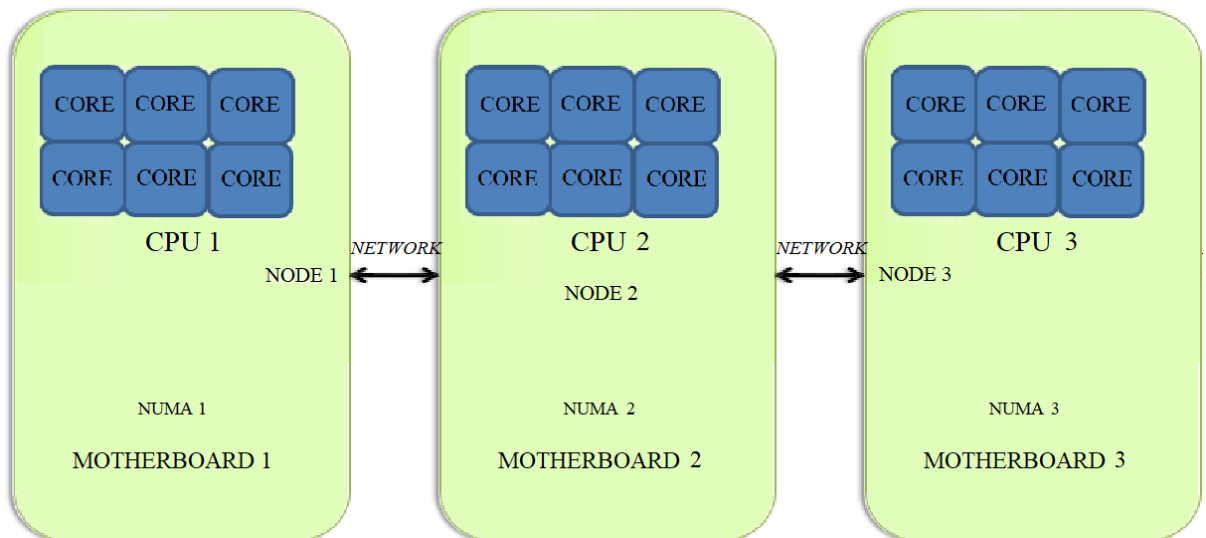 CORE CORE CORE
CORE CORE CORE
CPU 1
NODE 1
NUMA 1
MOTHERBOARD 1
NETWORK
CORE CORE CORE
CORE CORE CORE
CPU 2
NODE 2
NUMA 2
MOTHERBOARD 2
NETWORK
CORE CORE CORE
CORE CORE CORE
CPU 3
NODE 3
NUMA 3
MOTHERBOARD 3